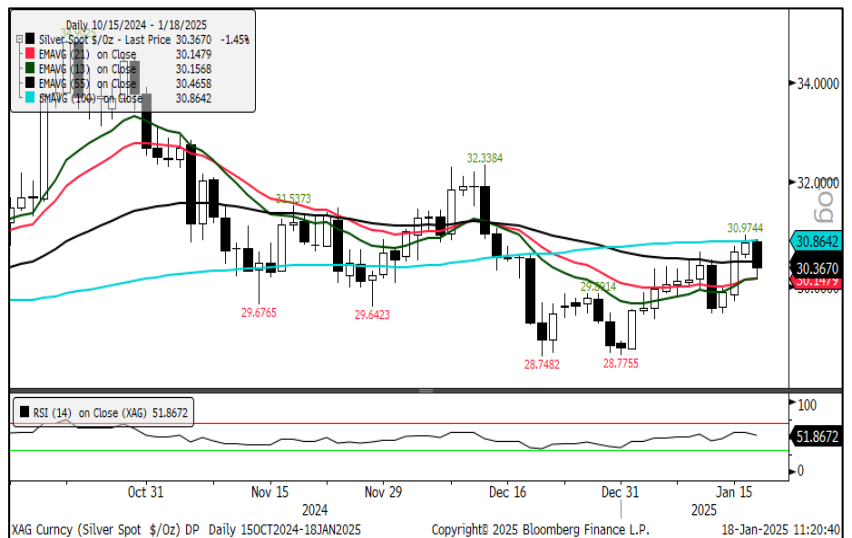 Daily 10/15/2024 - 1/18/2025
Silver Spot $/Oz - Last Price 30.3670 -1.45%
EMAVG (21) on Close 30.1479
EMAVG (13) on Close 30.1568
EMAVG (55) on Close 30.4658
SMAVG (100) on Close 30.8642
34.0000
32.3384
32.0000
31.5373
30.9744
30.8642
30.3670
30.1479
29.8914
29.6765
29.6423
28.7482
28.7755
RSI (14) on Close (XAG) 51.8672
100
51.8672
0
Oct 31 Nov 15 Nov 29 Dec 16 Dec 31 Jan 15
2024 2025
XAG Curncy (Silver Spot $/Oz) DP Daily 15OCT2024-18JAN2025 Copyright© 2025 Bloomberg Finance L.P. 18-Jan-2025 11:20:40